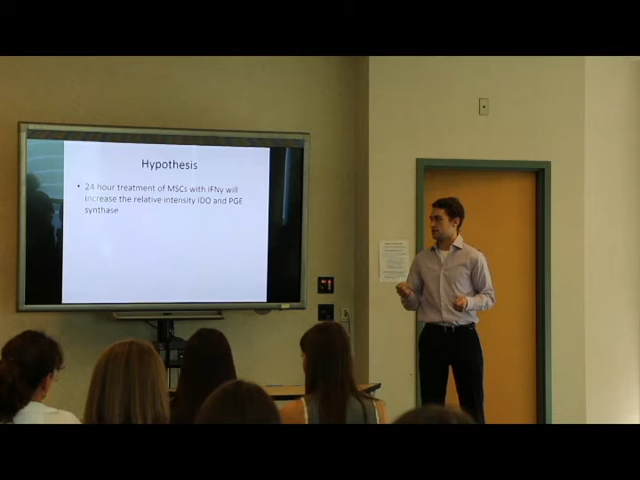 Hypothesis
• 24 hour treatment of MSCs with IFNγ will
increase the relative intensity IDO and PGE
synthase